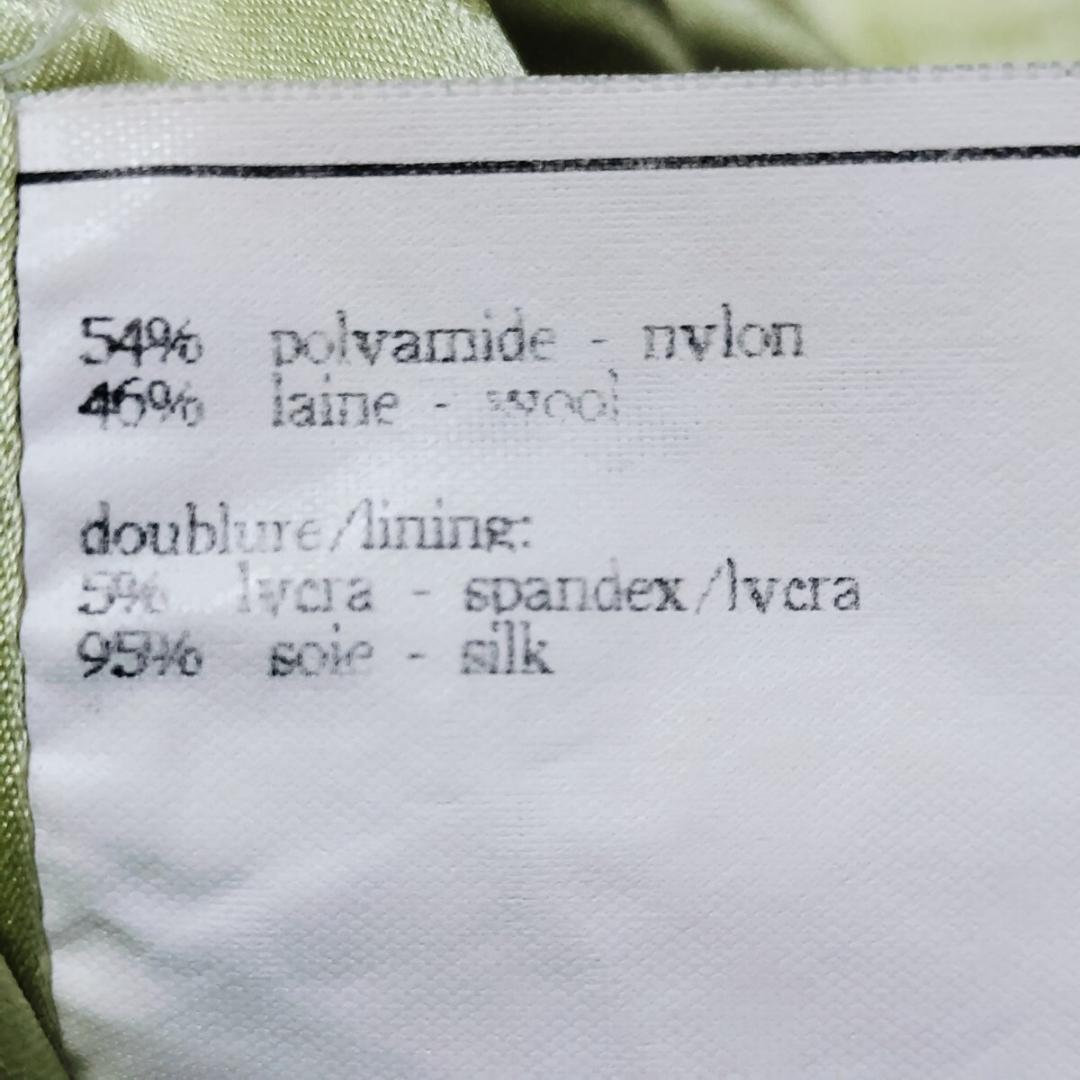 54% polyamide - nylon
46% laine - wool
doublure/lining:
5% lycra - spandex/lycra
95% soie - silk